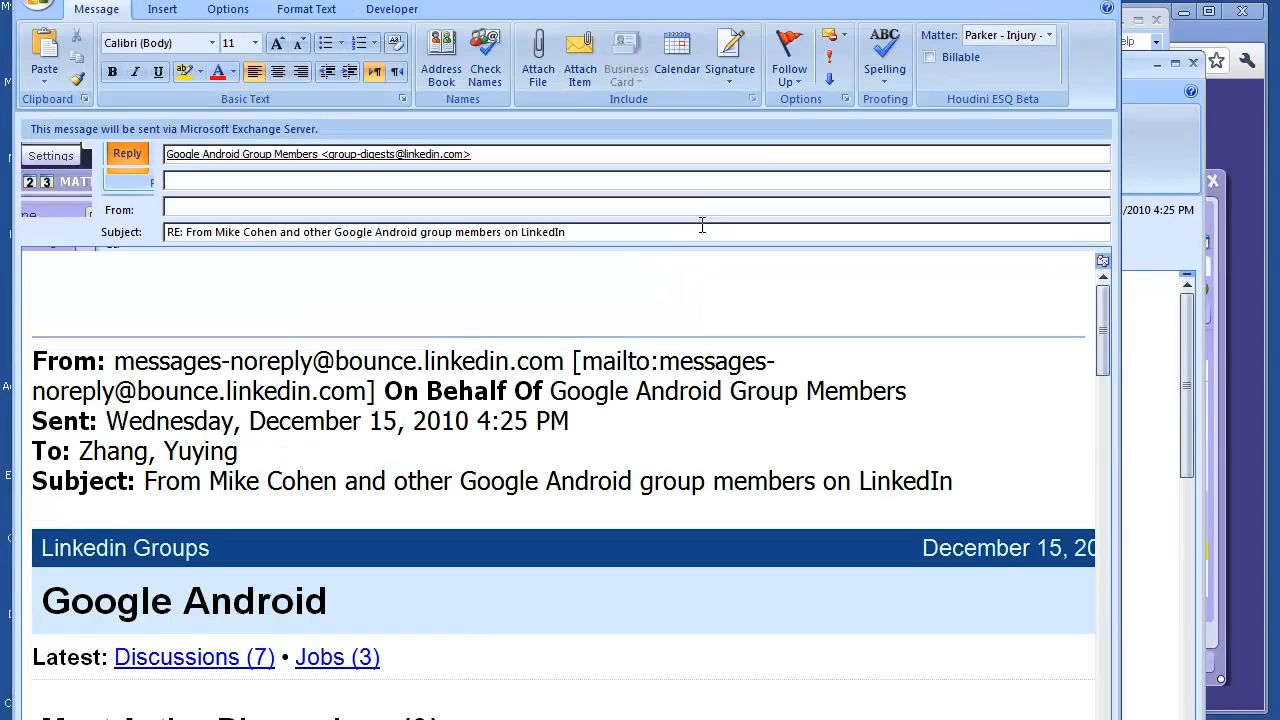 Message Insert Options Format Text Developer
Calibri (Body) 11 Matter: Parker - Injury -
Billable
Paste B I U Address Book Check Names Attach File Attach Item Business Card Calendar Signature Follow Up ABC Spelling
Clipboard Basic Text Names Include Options Proofing Houdini ESQ Beta
This message will be sent via Microsoft Exchange Server.
Settings Reply Google Android Group Members <group-digests@linkedin.com>
2 3 MATT
From: /2010 4:25 PM
Subject: RE: From Mike Cohen and other Google Android group members on LinkedIn
From: messages-noreply@bounce.linkedin.com [mailto:messages-
noreply@bounce.linkedin.com] On Behalf Of Google Android Group Members
Sent: Wednesday, December 15, 2010 4:25 PM
To: Zhang, Yuying
Subject: From Mike Cohen and other Google Android group members on LinkedIn
Linkedin Groups December 15, 20
Google Android
Latest: Discussions (7) • Jobs (3)